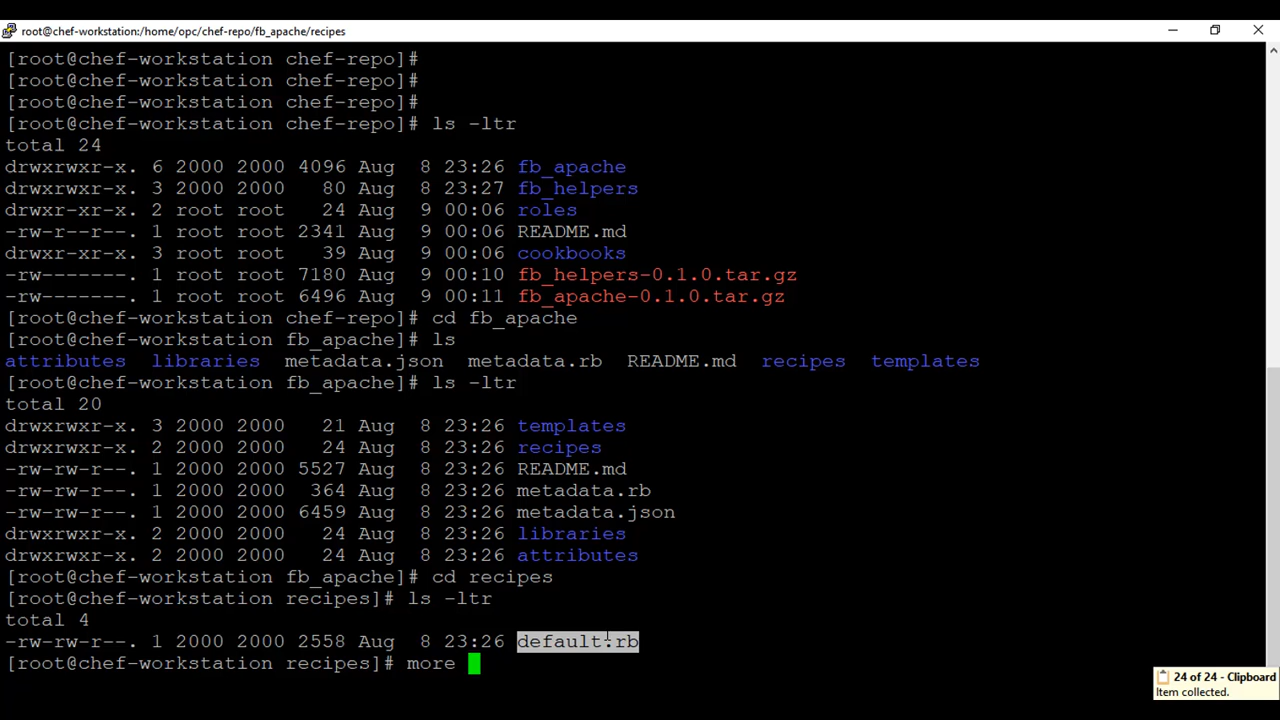 root@chef-workstation:/home/opc/chef-repo/fb_apache/recipes
[root@chef-workstation chef-repo]#
[root@chef-workstation chef-repo]#
[root@chef-workstation chef-repo]#
[root@chef-workstation chef-repo]# ls -ltr
total 24
drwxrwxr-x. 6 2000 2000 4096 Aug  8 23:26 fb_apache
drwxrwxr-x. 3 2000 2000   80 Aug  8 23:27 fb_helpers
drwxr-xr-x. 2 root root   24 Aug  9 00:06 roles
-rw-r--r--. 1 root root 2341 Aug  9 00:06 README.md
drwxr-xr-x. 3 root root   39 Aug  9 00:06 cookbooks
-rw-------. 1 root root 7180 Aug  9 00:10 fb_helpers-0.1.0.tar.gz
-rw-------. 1 root root 6496 Aug  9 00:11 fb_apache-0.1.0.tar.gz
[root@chef-workstation chef-repo]# cd fb_apache
[root@chef-workstation fb_apache]# ls
attributes  libraries  metadata.json  metadata.rb  README.md  recipes  templates
[root@chef-workstation fb_apache]# ls -ltr
total 20
drwxrwxr-x. 3 2000 2000   21 Aug  8 23:26 templates
drwxrwxr-x. 2 2000 2000   24 Aug  8 23:26 recipes
-rw-rw-r--. 1 2000 2000 5527 Aug  8 23:26 README.md
-rw-rw-r--. 1 2000 2000  364 Aug  8 23:26 metadata.rb
-rw-rw-r--. 1 2000 2000 6459 Aug  8 23:26 metadata.json
drwxrwxr-x. 2 2000 2000   24 Aug  8 23:26 libraries
drwxrwxr-x. 2 2000 2000   24 Aug  8 23:26 attributes
[root@chef-workstation fb_apache]# cd recipes
[root@chef-workstation recipes]# ls -ltr
total 4
-rw-rw-r--. 1 2000 2000 2558 Aug  8 23:26 default.rb
[root@chef-workstation recipes]# more
24 of 24 - Clipboard
Item collected.